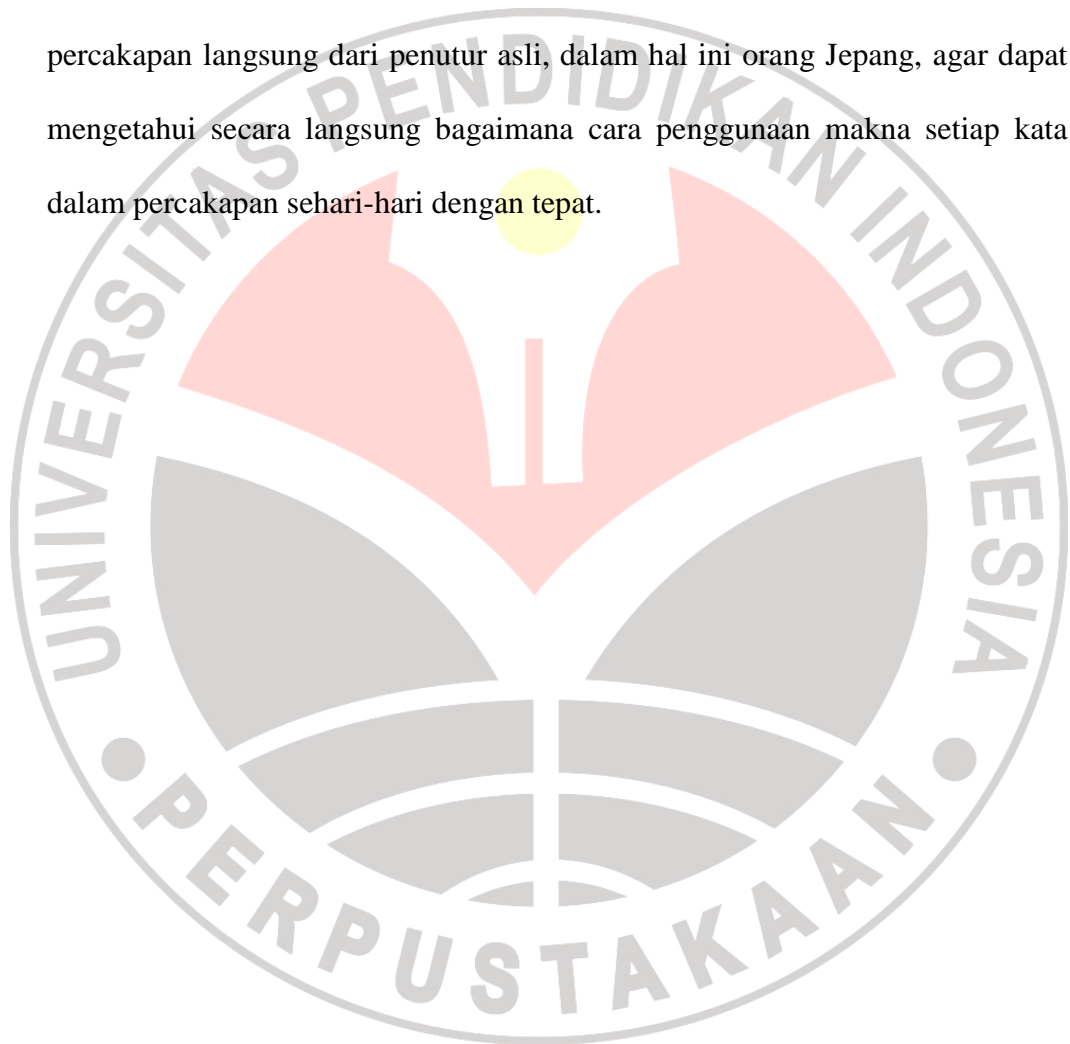 percakapan langsung dari penutur asli, dalam hal ini orang Jepang, agar dapat
mengetahui secara langsung bagaimana cara penggunaan makna setiap kata
dalam percakapan sehari-hari dengan tepat.
UNIVERSITAS PENDIDIKAN INDONESIA
PERPUSTAKAAN